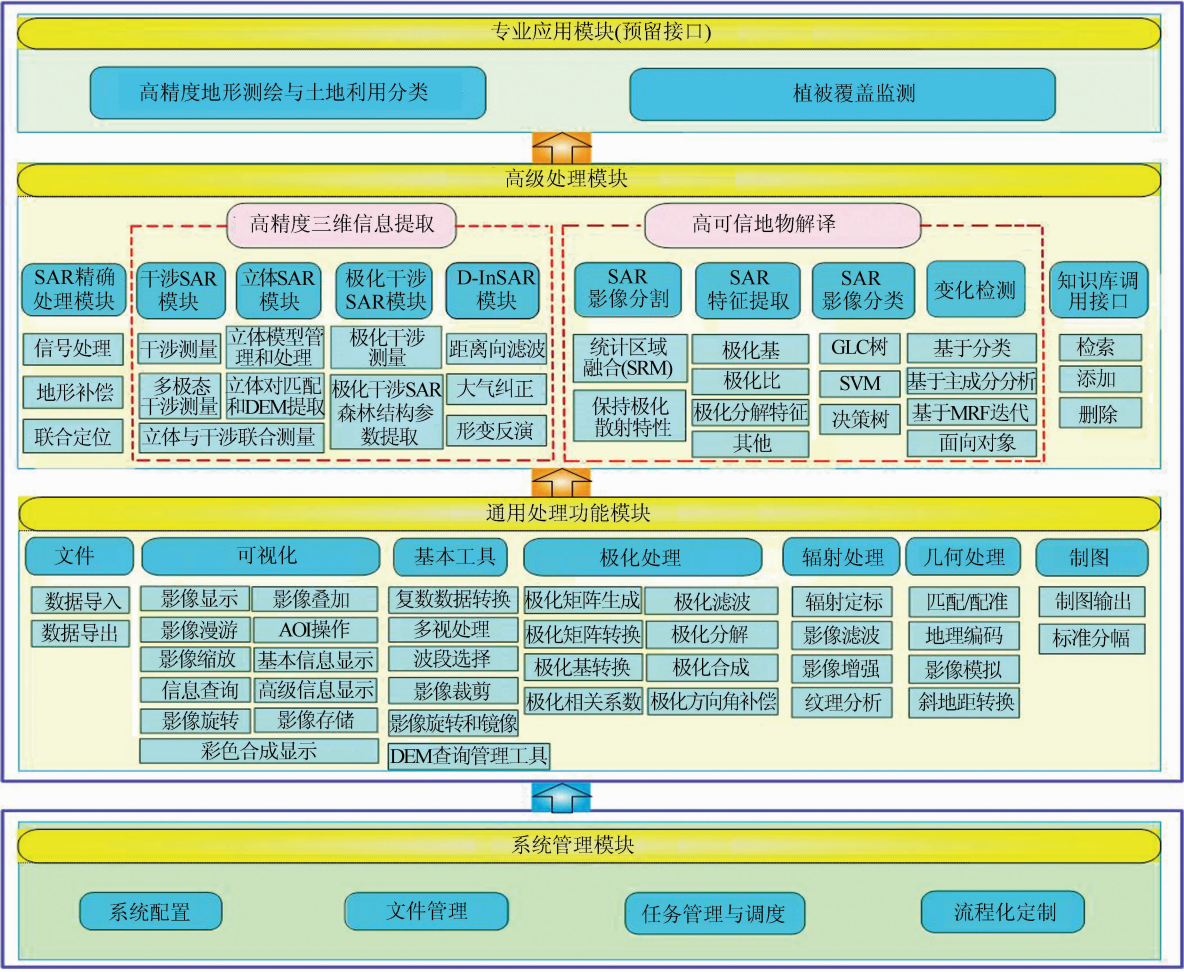 专业应用模块(预留接口)
高精度地形测绘与土地利用分类
植被覆盖监测
高级处理模块
高精度三维信息提取
高可信地物解译
SAR精确
处理模块
信号处理
地形补偿
联合定位
干涉SAR
模块
干涉测量
多极态
干涉测量
立体SAR
模块
立体模型管
理和处理
立体对匹配
和DEM提取
立体与干涉联合测量
极化干涉
SAR模块
极化干涉
测量
极化干涉SAR
森林结构参
数提取
D-InSAR
模块
距离向滤波
大气纠正
形变反演
SAR
影像分割
统计区域
融合(SRM)
保持极化
散射特性
SAR
特征提取
极化基
极化比
极化分解特征
其他
SAR
影像分类
GLC树
SVM
决策树
变化检测
基于分类
基于主成分分析
基于MRF迭代
面向对象
知识库调
用接口
检索
添加
删除
通用处理功能模块
文件
数据导入
数据导出
可视化
影像显示
影像叠加
影像漫游
AOI操作
影像缩放
基本信息显示
信息查询
高级信息显示
影像旋转
影像存储
彩色合成显示
基本工具
复数数据转换
多视处理
波段选择
影像裁剪
影像旋转和镜像
DEM查询管理工具
极化处理
极化矩阵生成
极化滤波
极化矩阵转换
极化分解
极化基转换
极化合成
极化相关系数
极化方向角补偿
辐射处理
辐射定标
影像滤波
影像增强
纹理分析
几何处理
匹配/配准
地理编码
影像模拟
斜地距转换
制图
制图输出
标准分幅
系统管理模块
系统配置
文件管理
任务管理与调度
流程化定制